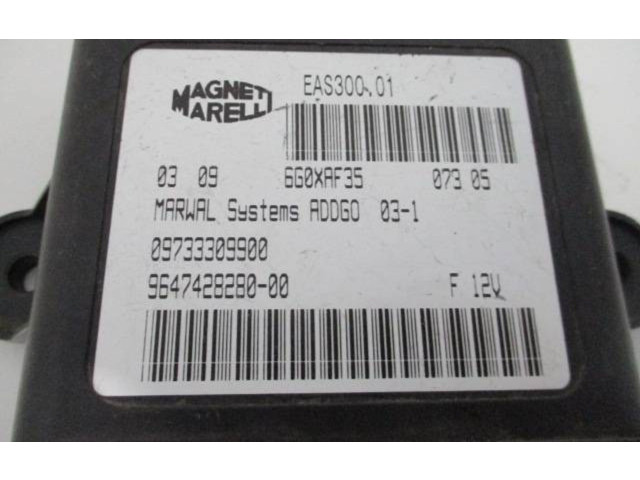 MAGNETI
MARELLI
EAS300.01
03 09 6G0XAF35 073 05
MARWAL Systems ADDGO 03-1
09733309900
9647428280-00 F 12V